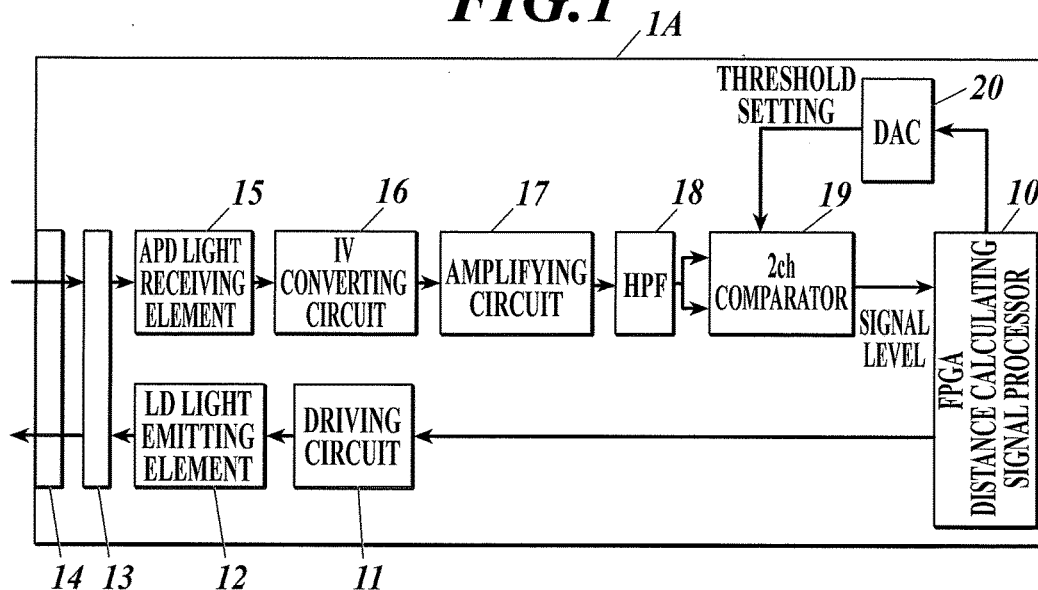 FIG.1
1A
THRESHOLD
SETTING
DAC
20
15
16
17
18
19
10
APD LIGHT
RECEIVING
ELEMENT
IV
CONVERTING
CIRCUIT
AMPLIFYING
CIRCUIT
HPF
2ch
COMPARATOR
SIGNAL
LEVEL
FPGA
DISTANCE CALCULATING
SIGNAL PROCESSOR
LD LIGHT
EMITTING
ELEMENT
DRIVING
CIRCUIT
14
13
12
11